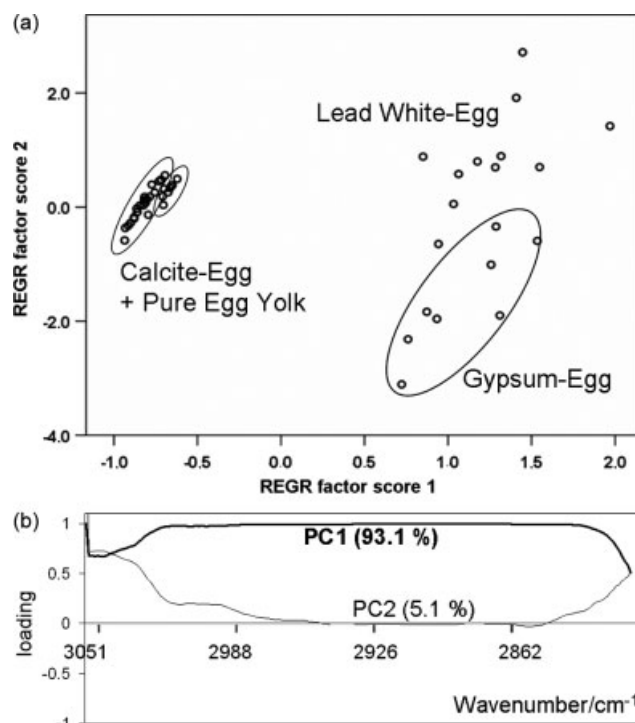 (a)
2.0
0.0
-2.0
-4.0
REGR factor score 2
Lead White-Egg
Calcite-Egg
+ Pure Egg Yolk
Gypsum-Egg
-1.0 -0.5 0.0 0.5 1.0 1.5 2.0
REGR factor score 1
(b)
1
PC1 (93.1 %)
0.5
PC2 (5.1 %)
0
loading
3051 2988 2926 2862
-0.5
Wavenumber/cm⁻¹
-1